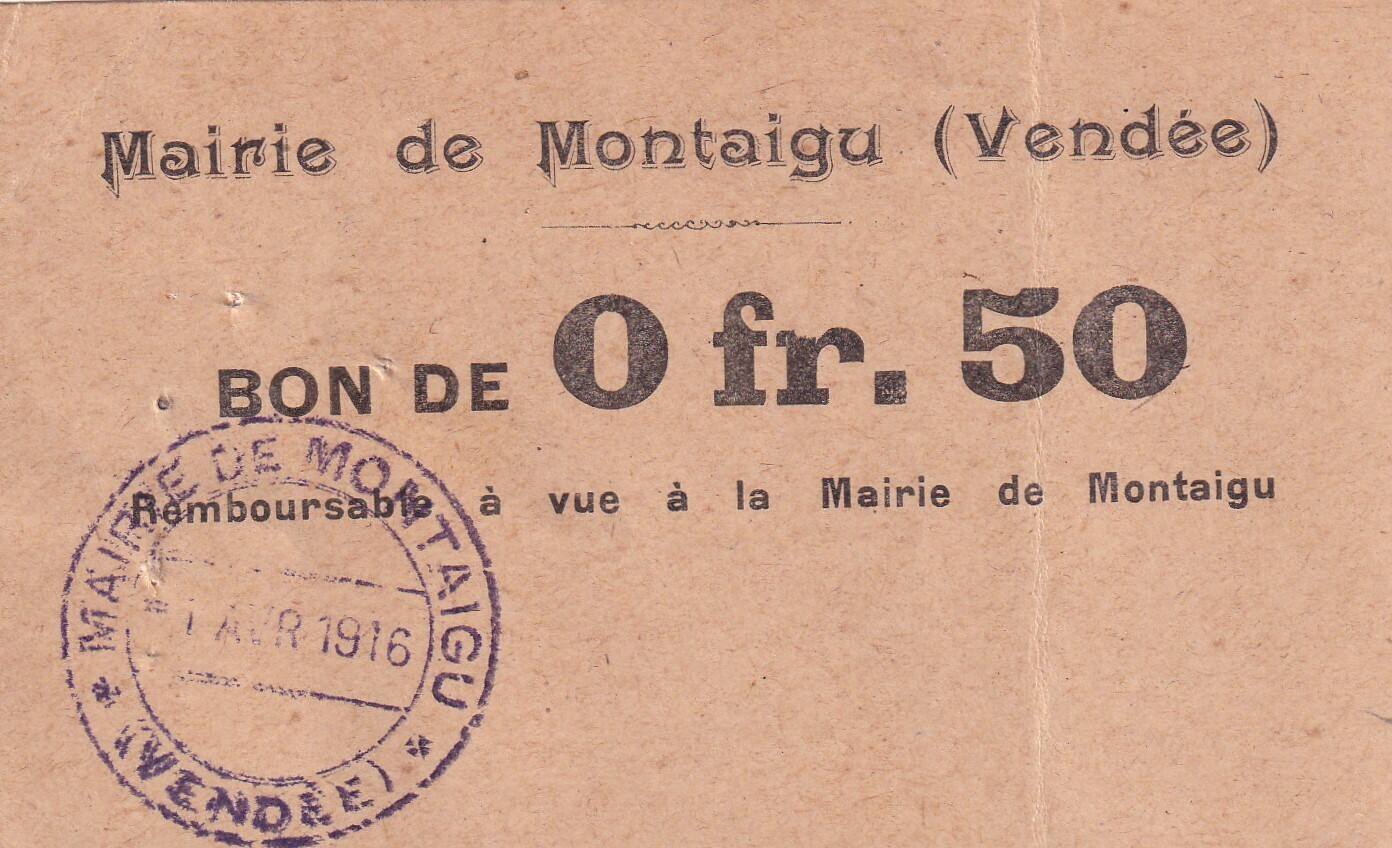 Mairie de Montaigu (Vendée)
BON DE 0 fr. 50
Remboursable à vue à la Mairie de Montaigu
MAIRIE DE MONTAIGU
1 AVR 1916
(VENDÉE)